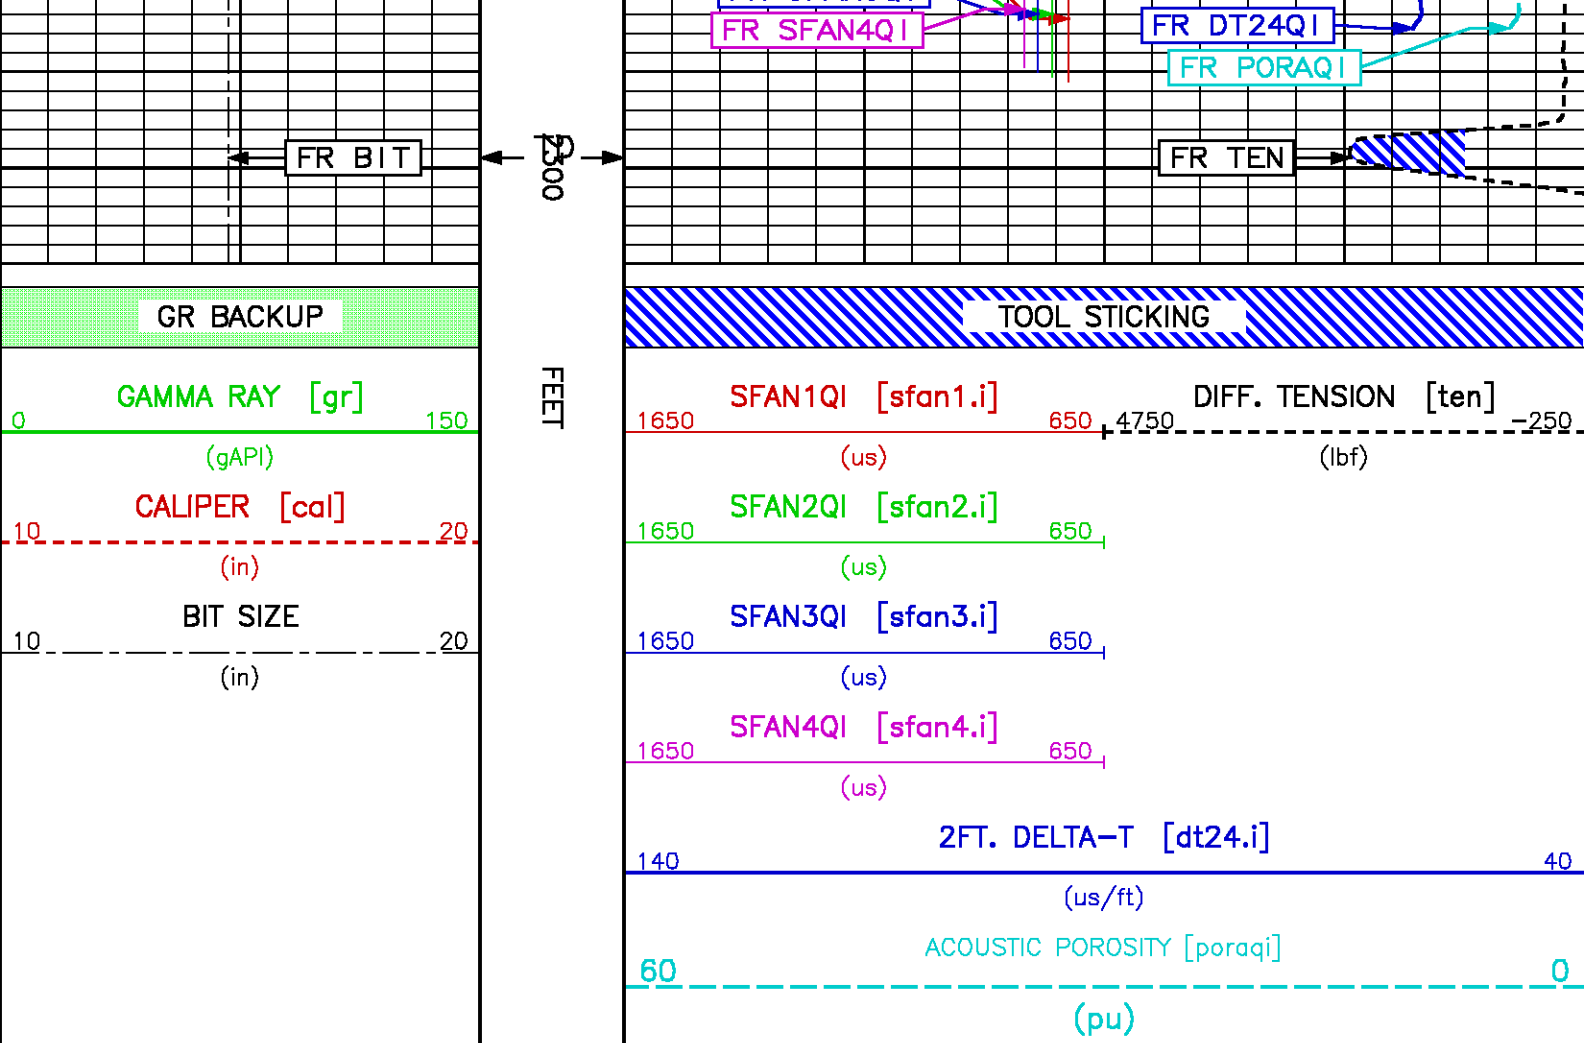 FR SFAN4QI
FR DT24QI
FR PORAQI
FR BIT
FR TEN
GR BACKUP
TOOL STICKING
FEET
GAMMA RAY [gr]
0 150
(gAPI)
CALIPER [cal]
10 20
(in)
BIT SIZE
10 20
(in)
SFAN1QI [sfan1.i]
1650 650
(us)
DIFF. TENSION [ten]
4750 -250
(lbf)
SFAN2QI [sfan2.i]
1650 650
(us)
SFAN3QI [sfan3.i]
1650 650
(us)
SFAN4QI [sfan4.i]
1650 650
(us)
2FT. DELTA-T [dt24.i]
140 40
(us/ft)
ACOUSTIC POROSITY [poraqi]
60 0
(pu)